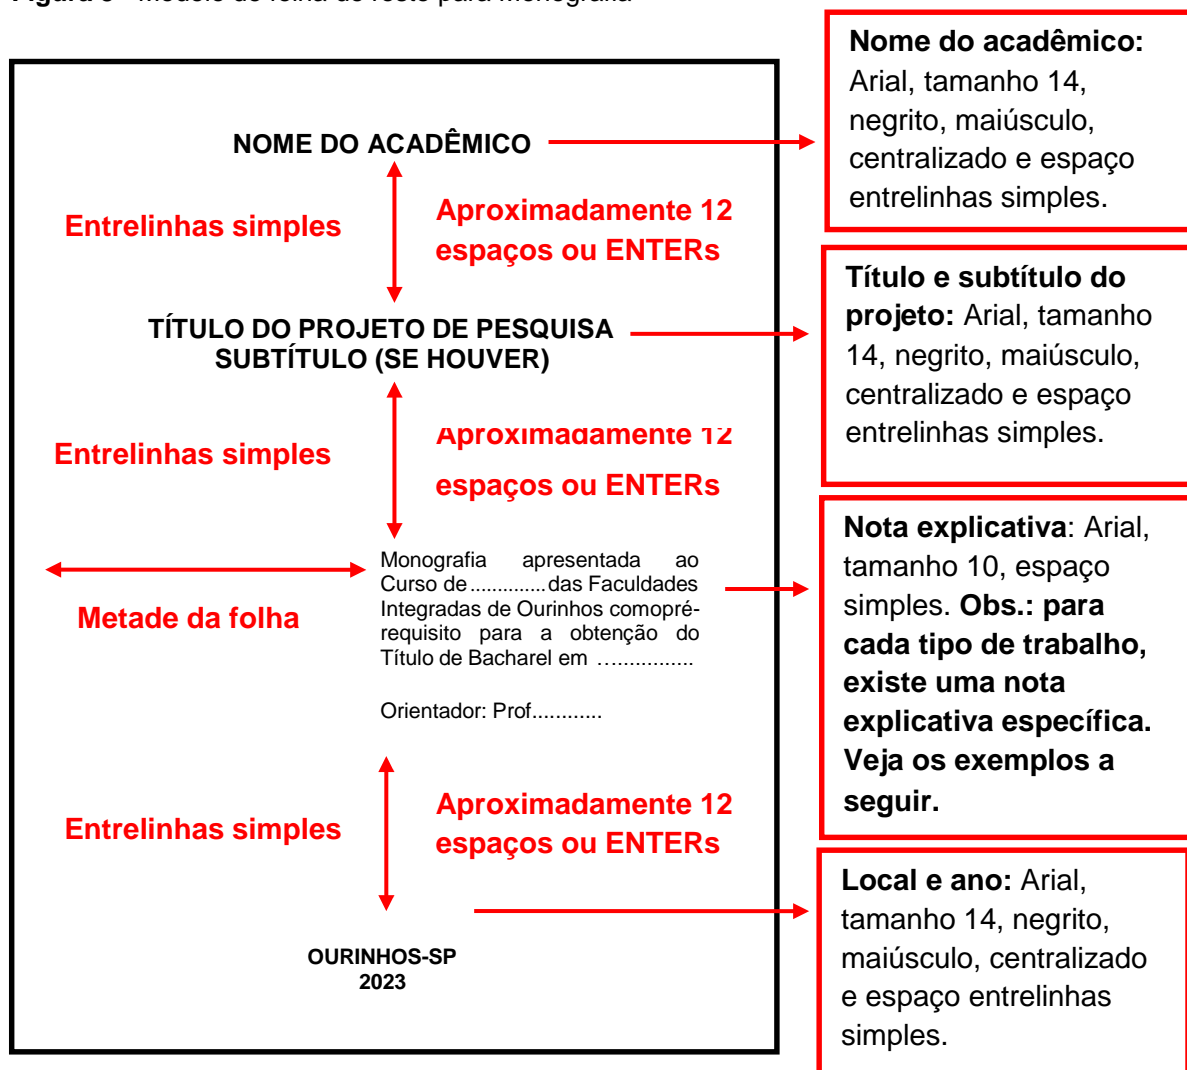 Nome do acadêmico:
Arial, tamanho 14,
negrito, maiúsculo,
centralizado e espaço
entrelinhas simples.
NOME DO ACADÊMICO
Entrelinhas simples
Aproximadamente 12
espaços ou ENTERs
Título e subtítulo do
projeto: Arial, tamanho
14, negrito, maiúsculo,
centralizado e espaço
entrelinhas simples.
TÍTULO DO PROJETO DE PESQUISA
SUBTÍTULO (SE HOUVER)
Entrelinhas simples
Aproximadamente 12
espaços ou ENTERs
Nota explicativa: Arial,
tamanho 10, espaço
simples. Obs.: para
cada tipo de trabalho,
existe uma nota
explicativa específica.
Veja os exemplos a
seguir.
Metade da folha
Monografia apresentada ao
Curso de..............das Faculdades
Integradas de Ourinhos comopré-
requisito para a obtenção do
Título de Bacharel em ................
Orientador: Prof............
Entrelinhas simples
Aproximadamente 12
espaços ou ENTERs
Local e ano: Arial,
tamanho 14, negrito,
maiúsculo, centralizado
e espaço entrelinhas
simples.
OURINHOS-SP
2023